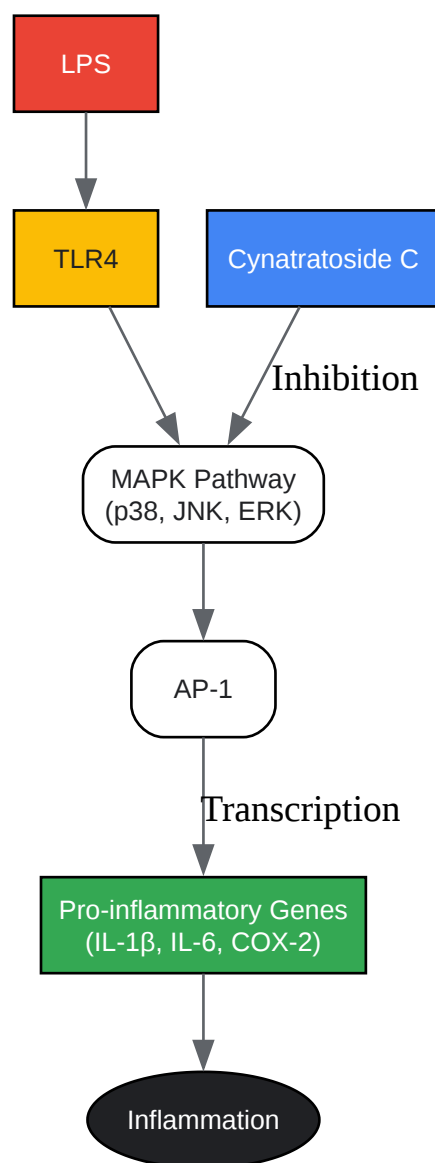 LPS
TLR4
Cynatratoside C
Inhibition
MAPK Pathway
(p38, JNK, ERK)
AP-1
Transcription
Pro-inflammatory Genes
(IL-1β, IL-6, COX-2)
Inflammation